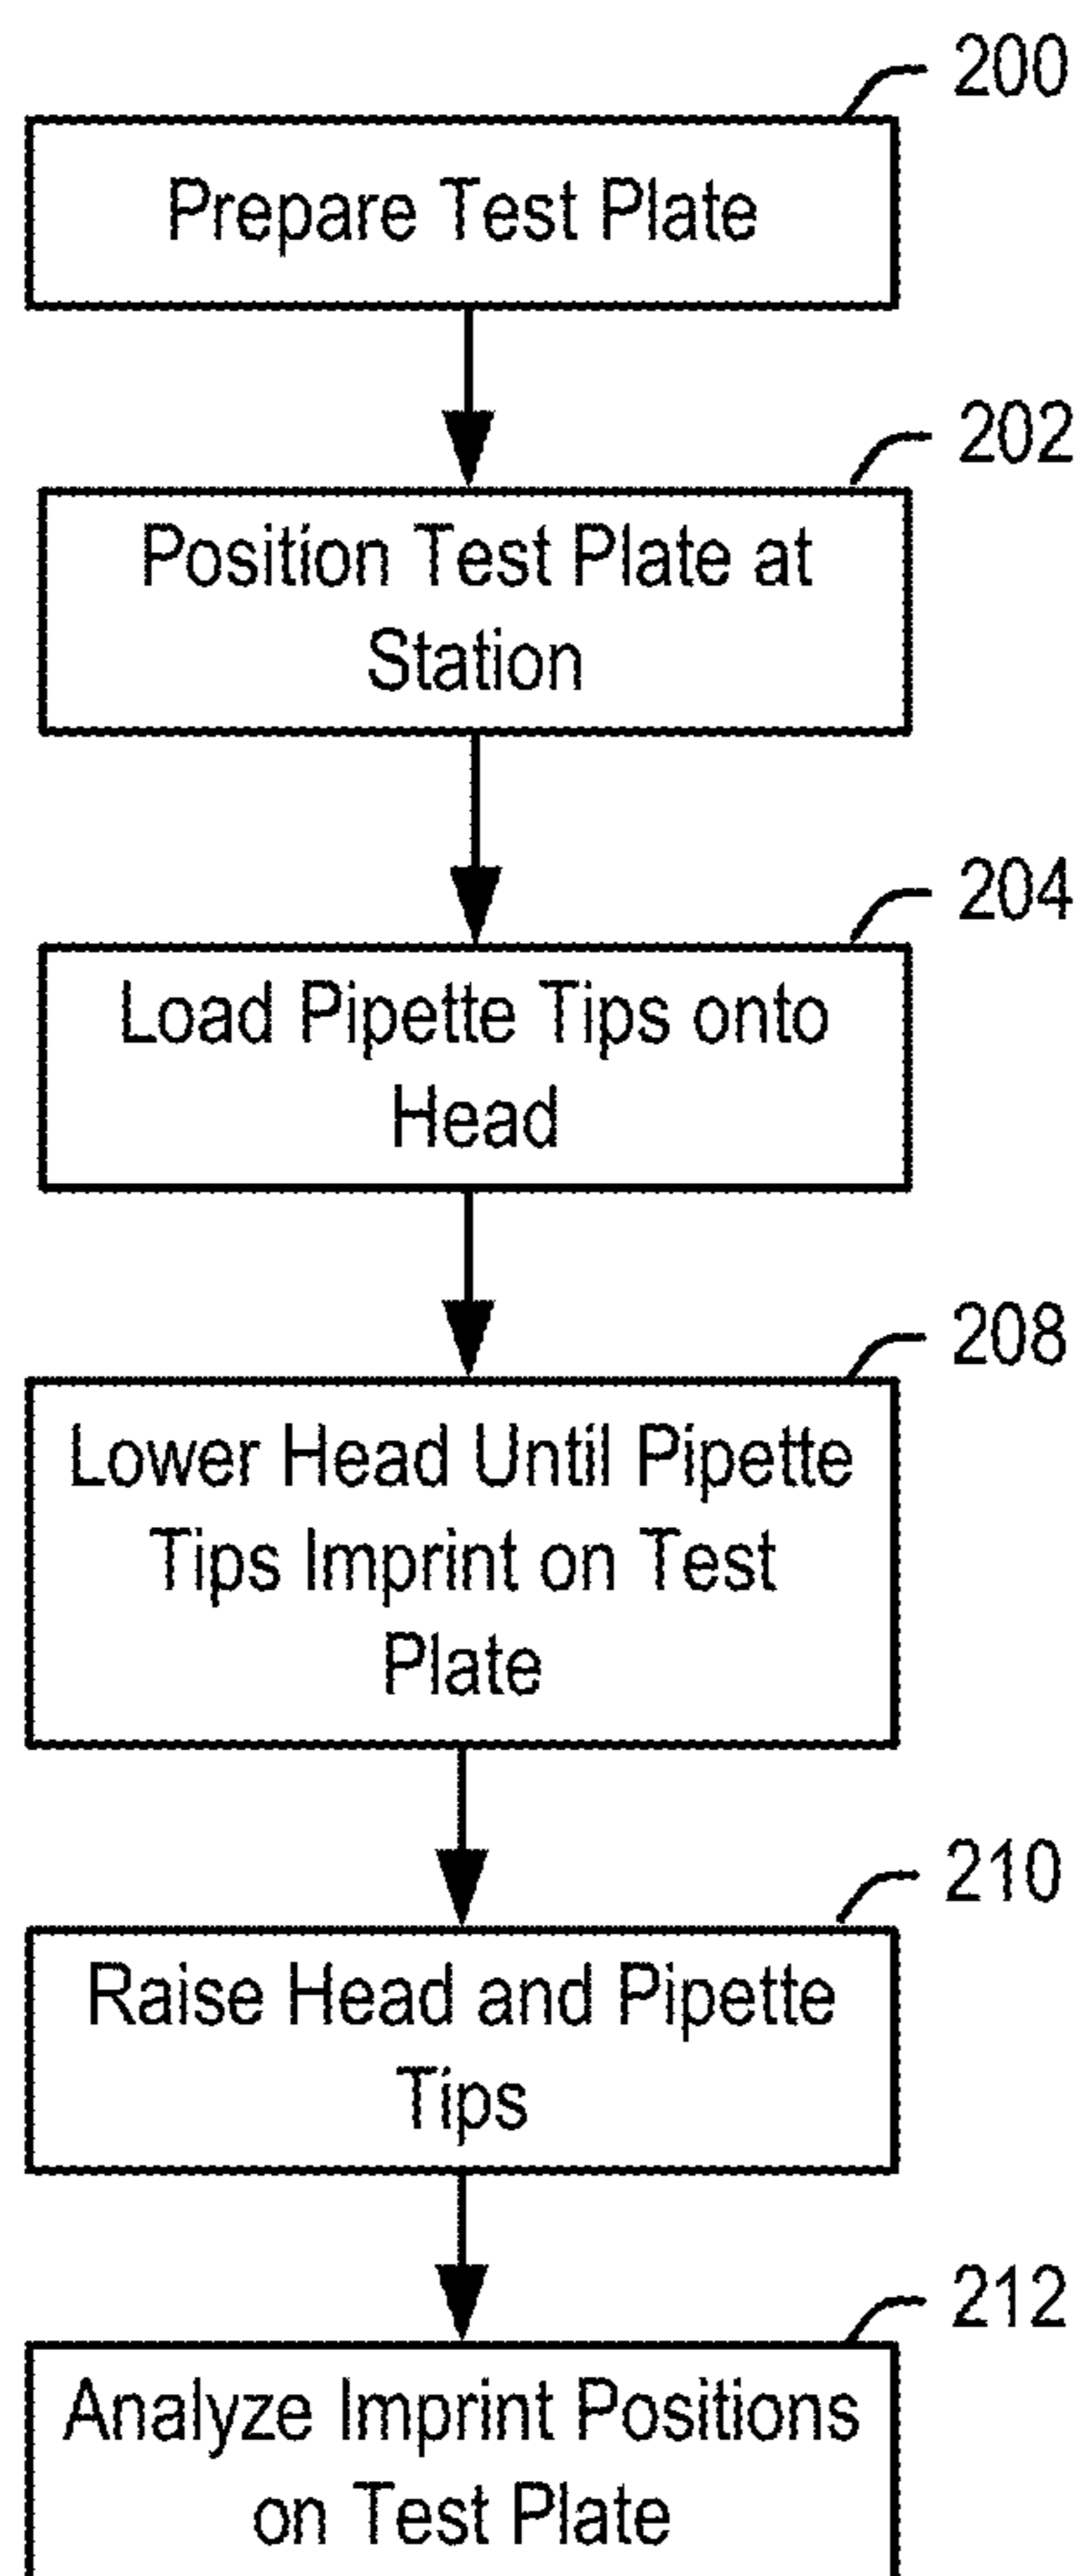 200
Prepare Test Plate
202
Position Test Plate at
Station
204
Load Pipette Tips onto
Head
208
Lower Head Until Pipette
Tips Imprint on Test
Plate
210
Raise Head and Pipette
Tips
212
Analyze Imprint Positions
on Test Plate